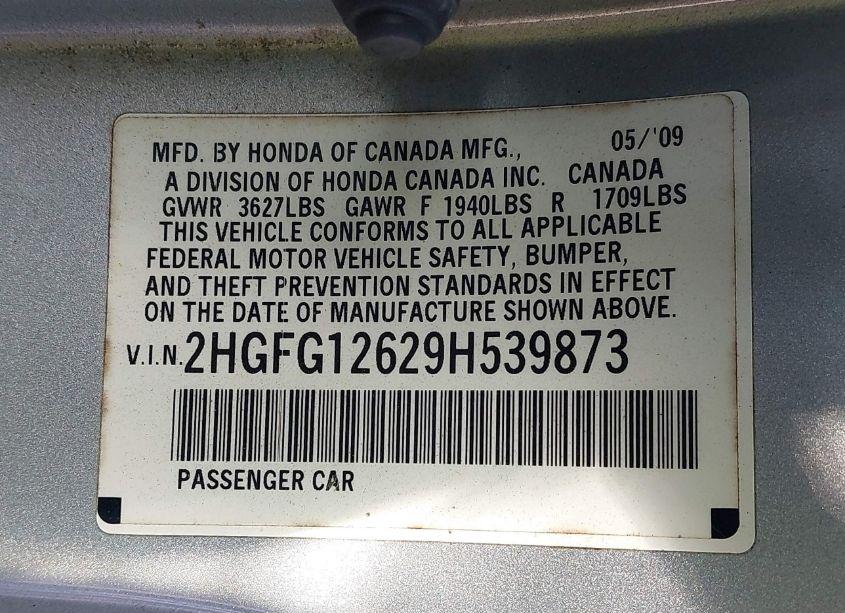 MFD. BY HONDA OF CANADA MFG., 05/'09
A DIVISION OF HONDA CANADA INC. CANADA
GVWR 3627LBS GAWR F 1940LBS R 1709LBS
THIS VEHICLE CONFORMS TO ALL APPLICABLE
FEDERAL MOTOR VEHICLE SAFETY, BUMPER,
AND THEFT PREVENTION STANDARDS IN EFFECT
ON THE DATE OF MANUFACTURE SHOWN ABOVE.
V.I.N. 2HGFG12629H539873
PASSENGER CAR